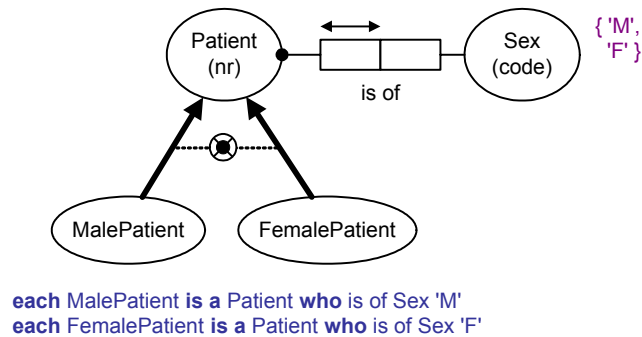 Patient
(nr)
Sex
(code)
{ 'M',
'F' }
is of
MalePatient
FemalePatient
each MalePatient is a Patient who is of Sex 'M'
each FemalePatient is a Patient who is of Sex 'F'